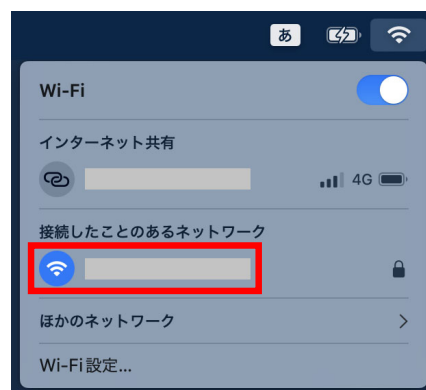 あ
Wi-Fi
インターネット共有
4G
接続したことのあるネットワーク
ほかのネットワーク
Wi-Fi設定...